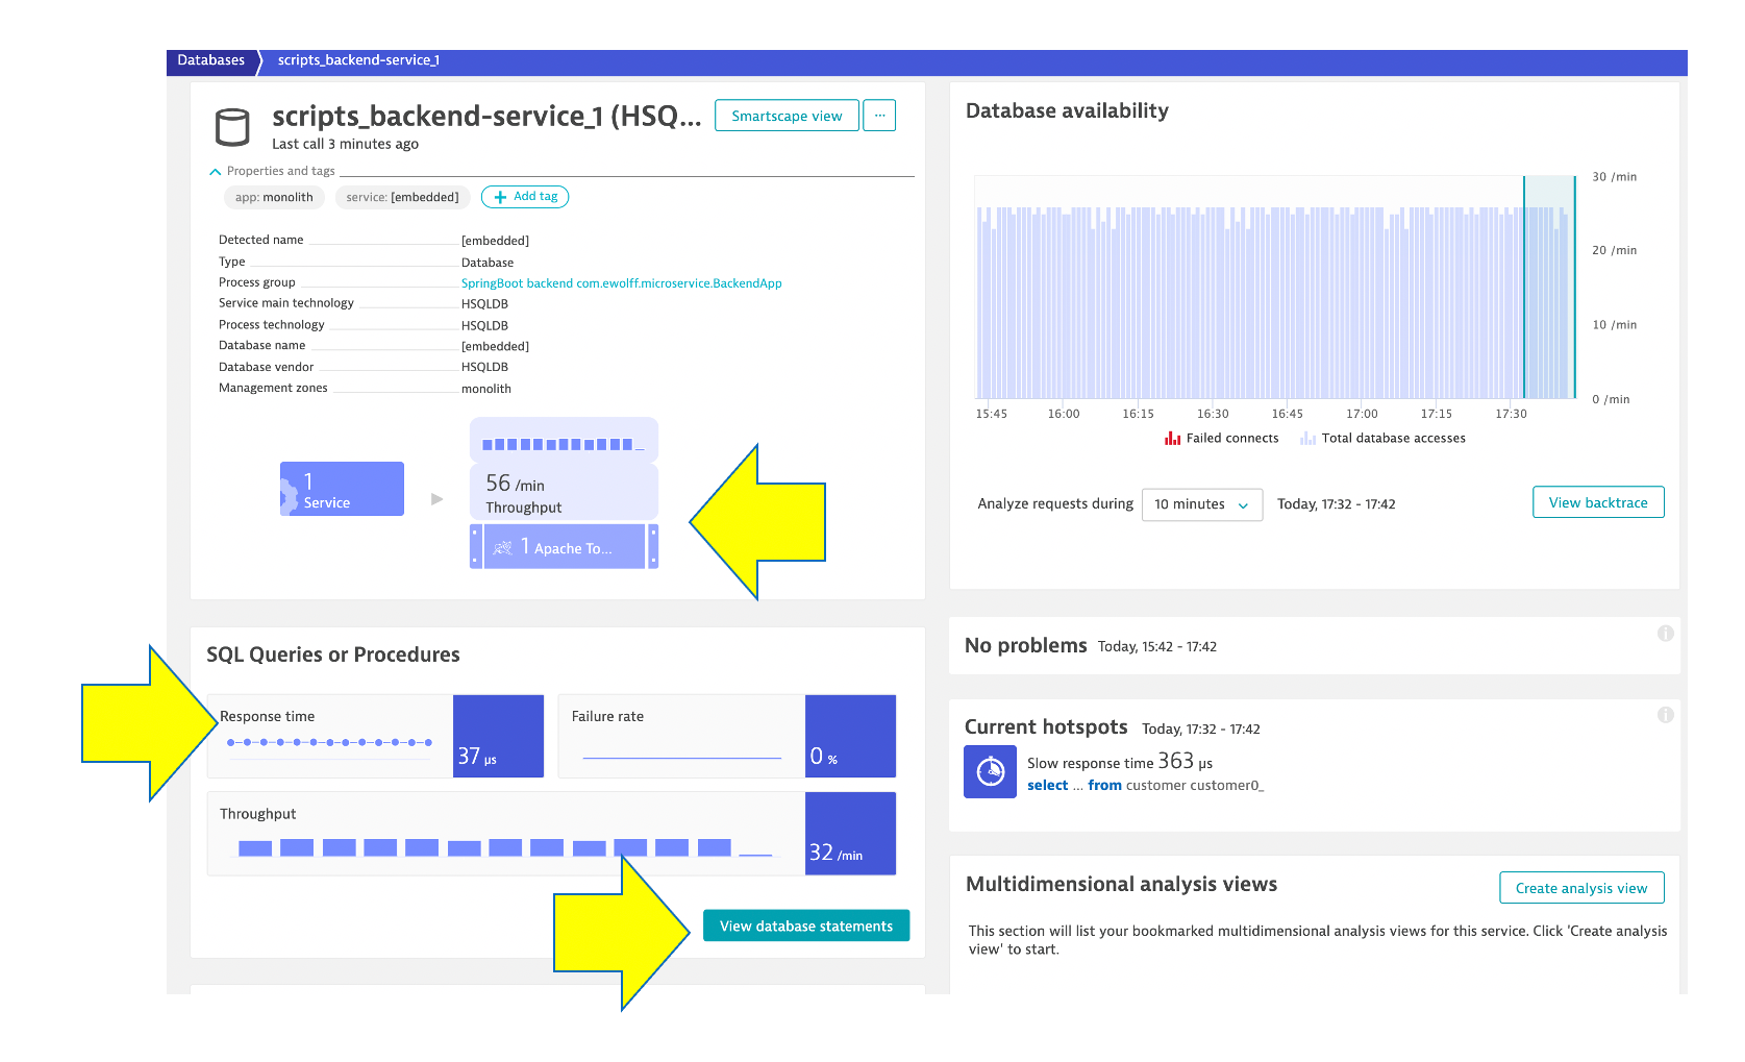 Databases
scripts_backend-service_1
scripts_backend-service_1 (HSQ...
Smartscape view
...
Last call 3 minutes ago
Properties and tags
app: monolith
service: [embedded]
Add tag
Detected name [embedded]
Type Database
Process group SpringBoot backend com.ewolff.microservice.BackendApp
Service main technology HSQLDB
Process technology HSQLDB
Database name [embedded]
Database vendor HSQLDB
Management zones monolith
1
Service
56 /min
Throughput
1 Apache To...
SQL Queries or Procedures
Response time
37 µs
Failure rate
0 %
Throughput
32 /min
View database statements
Database availability
30 /min
20 /min
10 /min
0 /min
15:45 16:00 16:15 16:30 16:45 17:00 17:15 17:30
Failed connects Total database accesses
Analyze requests during 10 minutes Today, 17:32 - 17:42
View backtrace
No problems Today, 15:42 - 17:42
Current hotspots Today, 17:32 - 17:42
Slow response time 363 µs
select ... from customer customer0_
Multidimensional analysis views
Create analysis view
This section will list your bookmarked multidimensional analysis views for this service. Click 'Create analysis
view' to start.